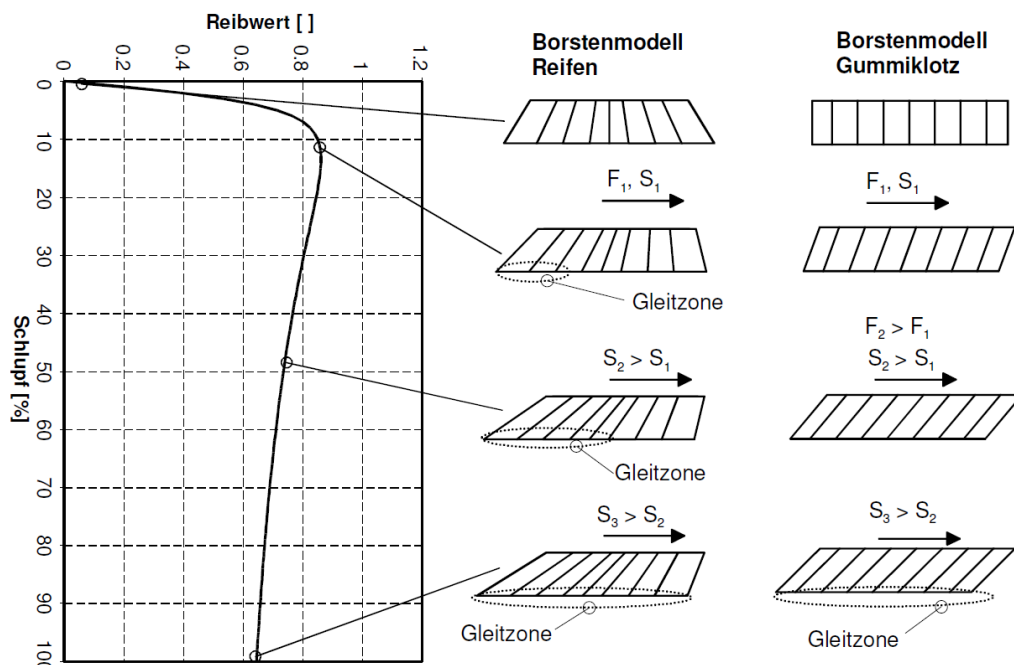 Reibwert [ ]
0
0.2
0.4
0.6
0.8
1
1.2
0
10
20
30
40
50
60
70
80
90
100
Schlupf [%]
Borstenmodell
Reifen
F₁, S₁
Gleitzone
S₂ > S₁
Gleitzone
S₃ > S₂
Gleitzone
Borstenmodell
Gummiklotz
F₁, S₁
F₂ > F₁
S₂ > S₁
S₃ > S₂
Gleitzone